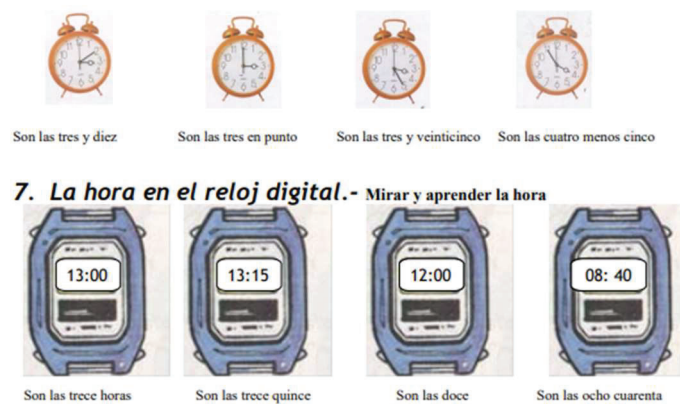 Son las tres y diez
Son las tres en punto
Son las tres y veinticinco
Son las cuatro menos cinco
7. La hora en el reloj digital.- Mirar y aprender la hora
13:00
13:15
12:00
08: 40
Son las trece horas
Son las trece quince
Son las doce
Son las ocho cuarenta